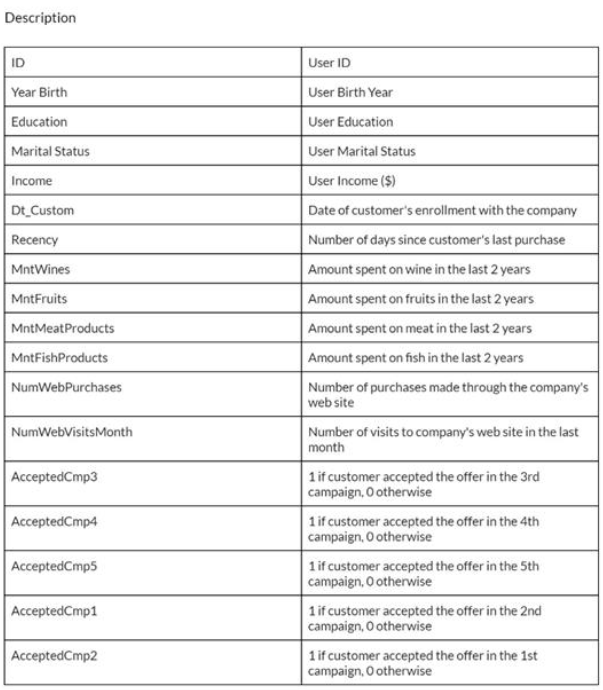 Description
ID User ID
Year Birth User Birth Year
Education User Education
Marital Status User Marital Status
Income User Income ($)
Dt_Custom Date of customer's enrollment with the company
Recency Number of days since customer's last purchase
MntWines Amount spent on wine in the last 2 years
MntFruits Amount spent on fruits in the last 2 years
MntMeatProducts Amount spent on meat in the last 2 years
MntFishProducts Amount spent on fish in the last 2 years
NumWebPurchases Number of purchases made through the company's
web site
NumWebVisitsMonth Number of visits to company's web site in the last
month
AcceptedCmp3 1 if customer accepted the offer in the 3rd
campaign, 0 otherwise
AcceptedCmp4 1 if customer accepted the offer in the 4th
campaign, 0 otherwise
AcceptedCmp5 1 if customer accepted the offer in the 5th
campaign, 0 otherwise
AcceptedCmp1 1 if customer accepted the offer in the 2nd
campaign, 0 otherwise
AcceptedCmp2 1 if customer accepted the offer in the 1st
campaign, 0 otherwise